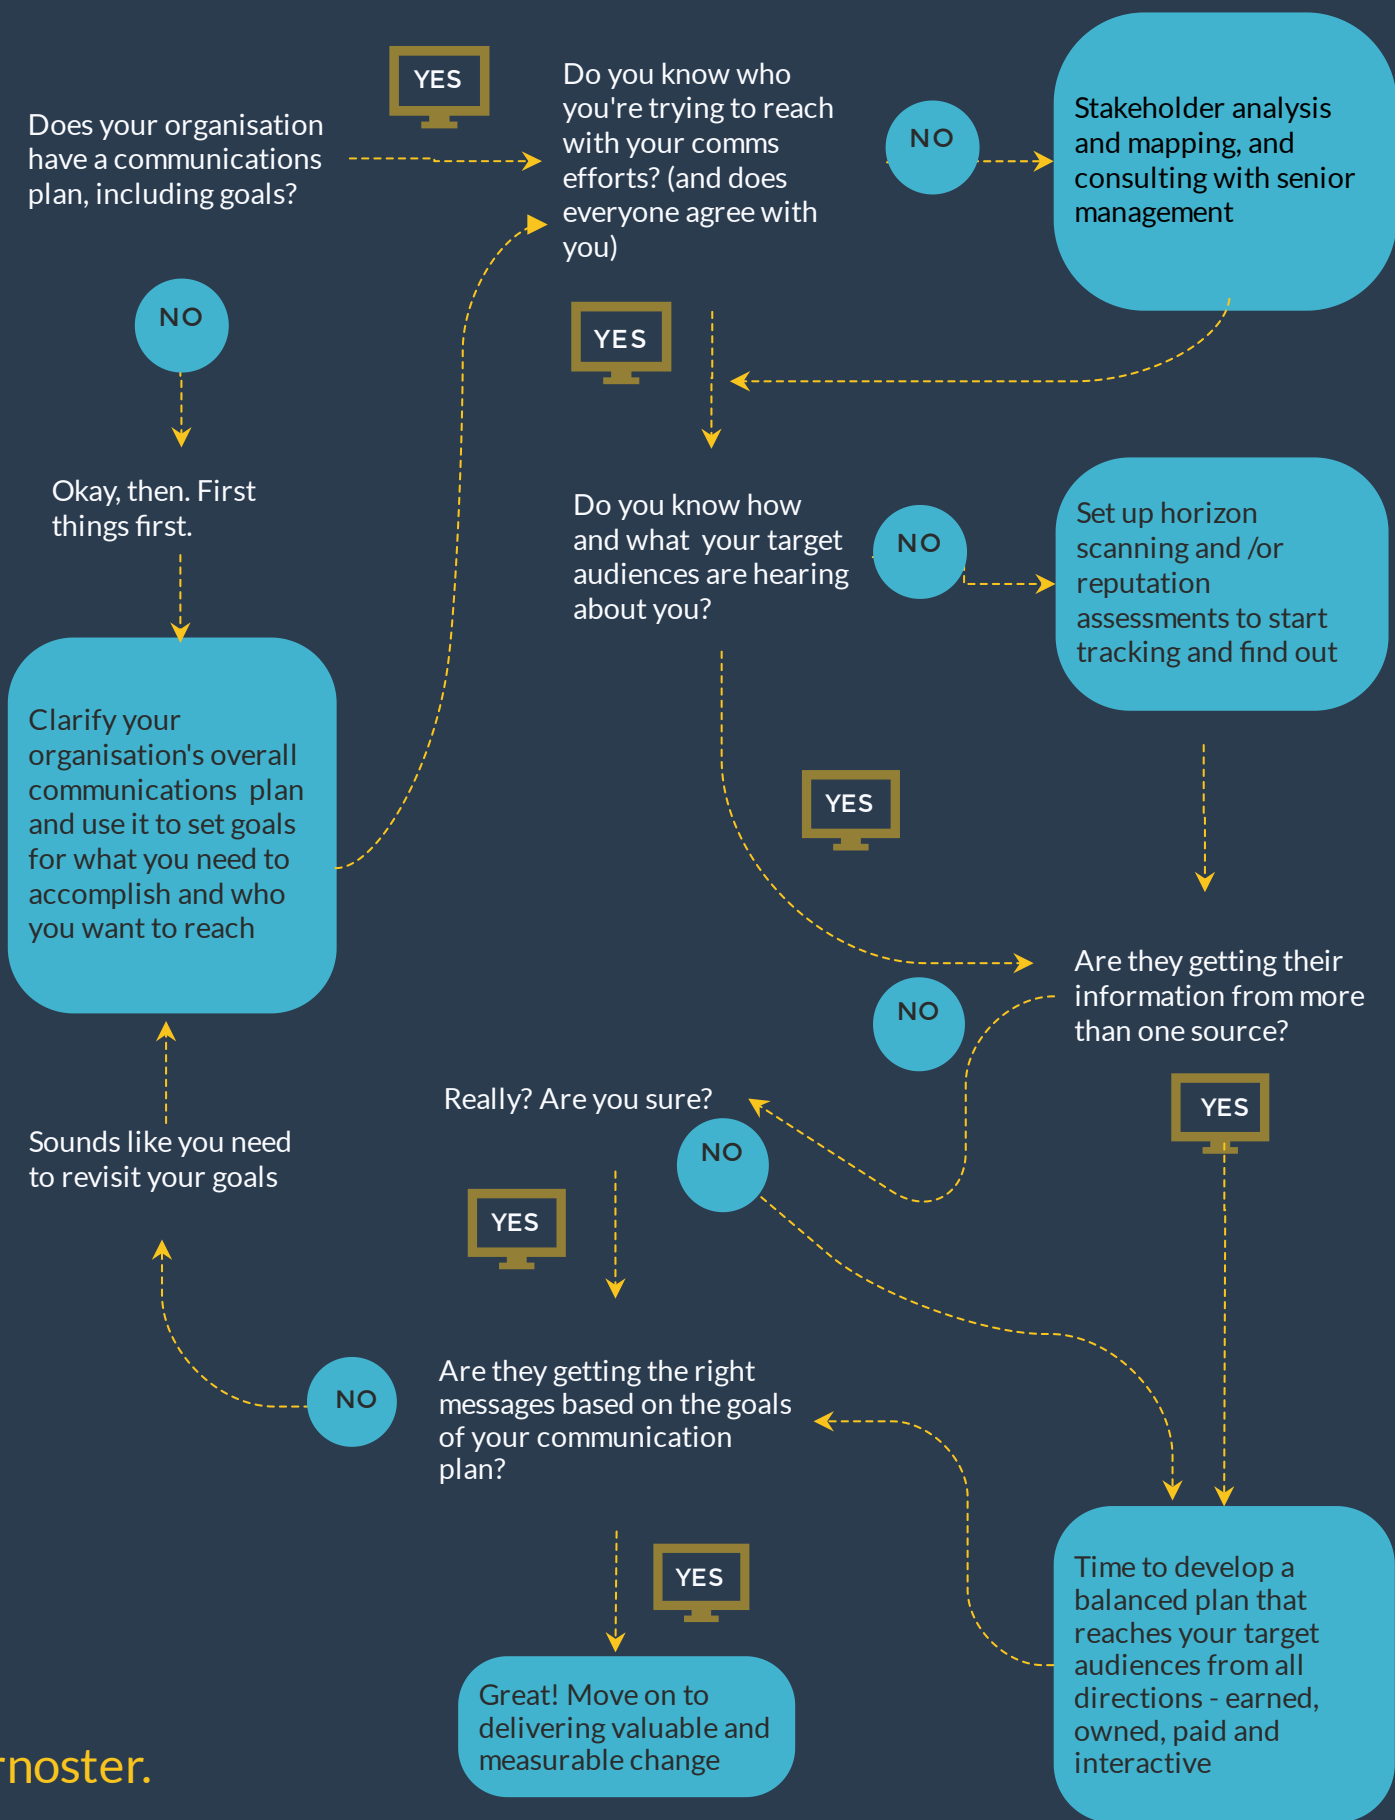 Does your organisation
have a communications
plan, including goals?
YES
Do you know who
you're trying to reach
with your comms
efforts? (and does
everyone agree with
you)
NO
Stakeholder analysis
and mapping, and
consulting with senior
management
NO
YES
Okay, then. First
things first.
Do you know how
and what your target
audiences are hearing
about you?
NO
Set up horizon
scanning and /or
reputation
assessments to start
tracking and find out
Clarify your
organisation's overall
communications plan
and use it to set goals
for what you need to
accomplish and who
you want to reach
YES
Are they getting their
information from more
than one source?
NO
YES
Really? Are you sure?
NO
YES
Sounds like you need
to revisit your goals
Are they getting the right
messages based on the goals
of your communication
plan?
NO
YES
Time to develop a
balanced plan that
reaches your target
audiences from all
directions - earned,
owned, paid and
interactive
Great! Move on to
delivering valuable and
measurable change
rnoster.